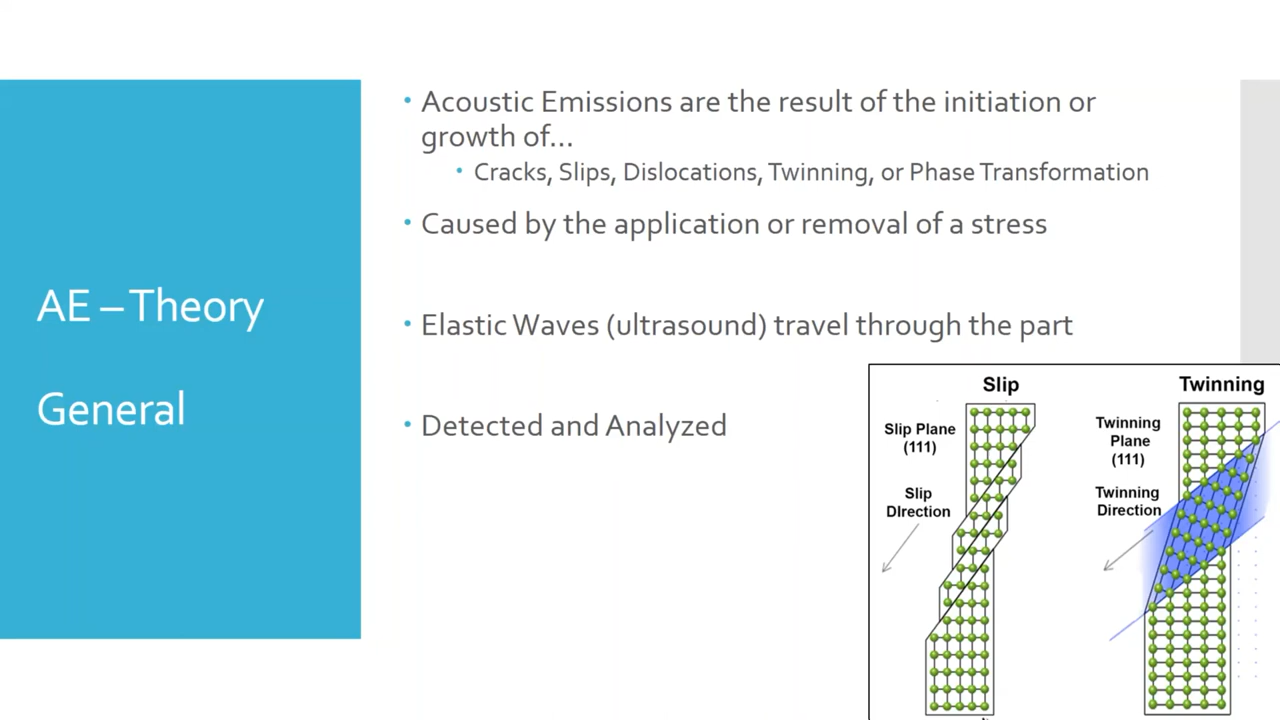 AE – Theory
General
• Acoustic Emissions are the result of the initiation or
growth of…
• Cracks, Slips, Dislocations, Twinning, or Phase Transformation
• Caused by the application or removal of a stress
• Elastic Waves (ultrasound) travel through the part
• Detected and Analyzed
Slip
Slip Plane
(111)
Slip
DIrection
Twinning
Twinning
Plane
(111)
Twinning
Direction